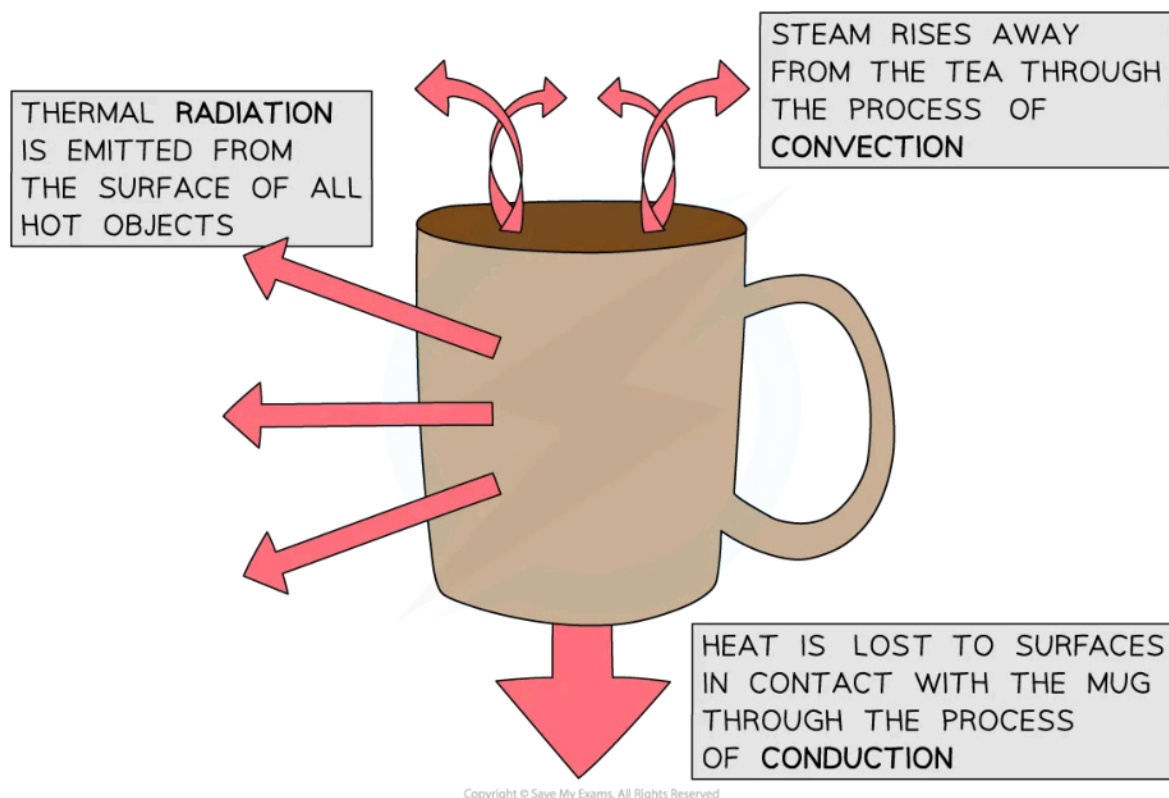 THERMAL RADIATION
IS EMITTED FROM
THE SURFACE OF ALL
HOT OBJECTS
STEAM RISES AWAY
FROM THE TEA THROUGH
THE PROCESS OF
CONVECTION
HEAT IS LOST TO SURFACES
IN CONTACT WITH THE MUG
THROUGH THE PROCESS
OF CONDUCTION
Copyright © Save My Exams. All Rights Reserved